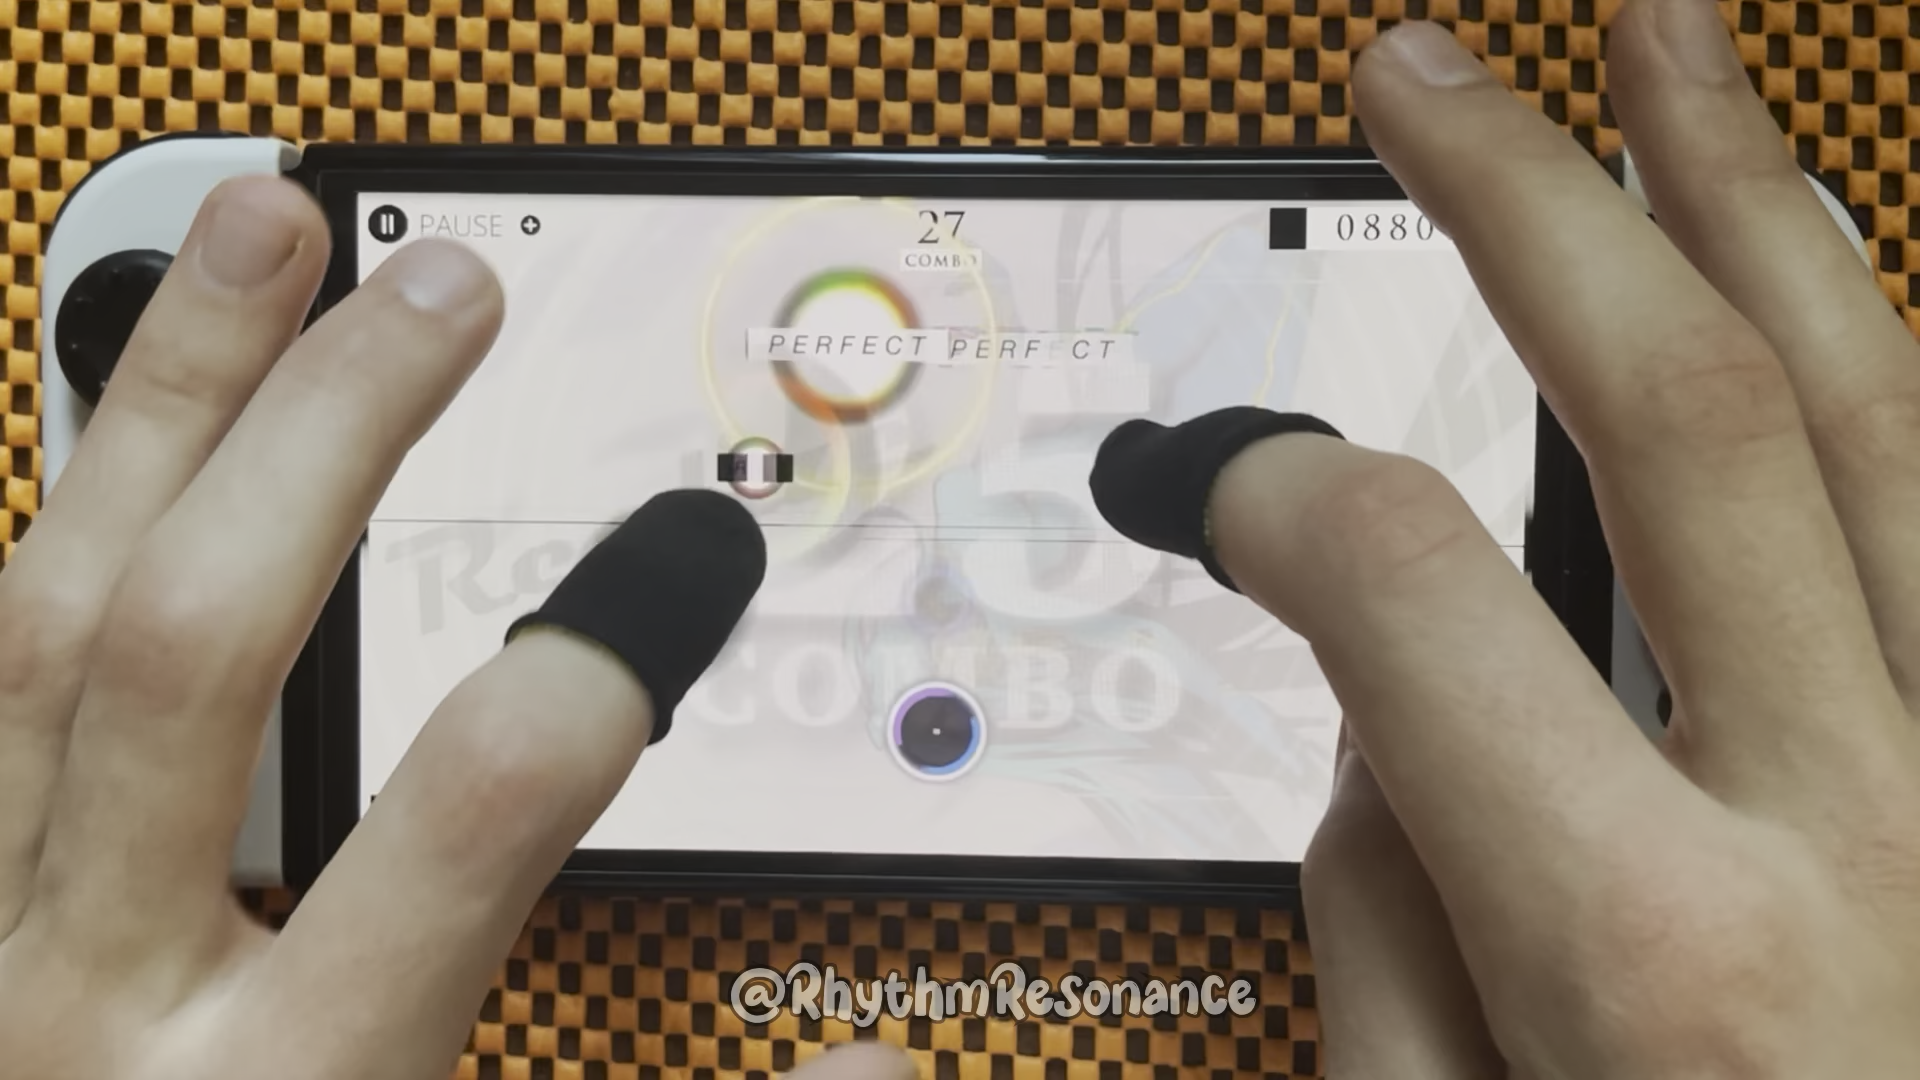 PAUSE
27
COMBO
0880
PERFECT PERFECT
COMBO
@RhythmResonance